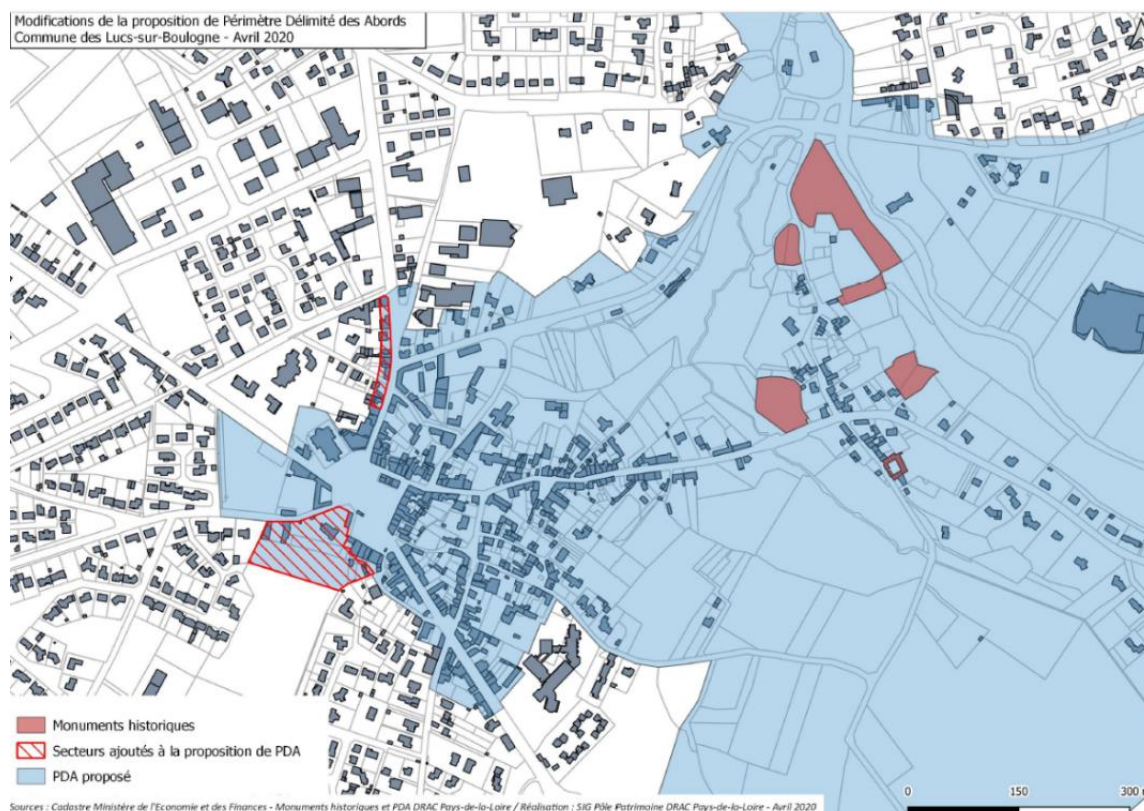 Modifications de la proposition de Périmètre Délimité des Abords
Commune des Lucs-sur-Boulogne - Avril 2020
Monuments historiques
Secteurs ajoutés à la proposition de PDA
PDA proposé
0 150 300
Sources : Cadastre Ministère de l'Economie et des Finances - Monuments historiques et PDA DRAC Pays-de-la-Loire / Réalisation : SIG Pôle Patrimoine DRAC Pays-de-la-Loire - Avril 2020